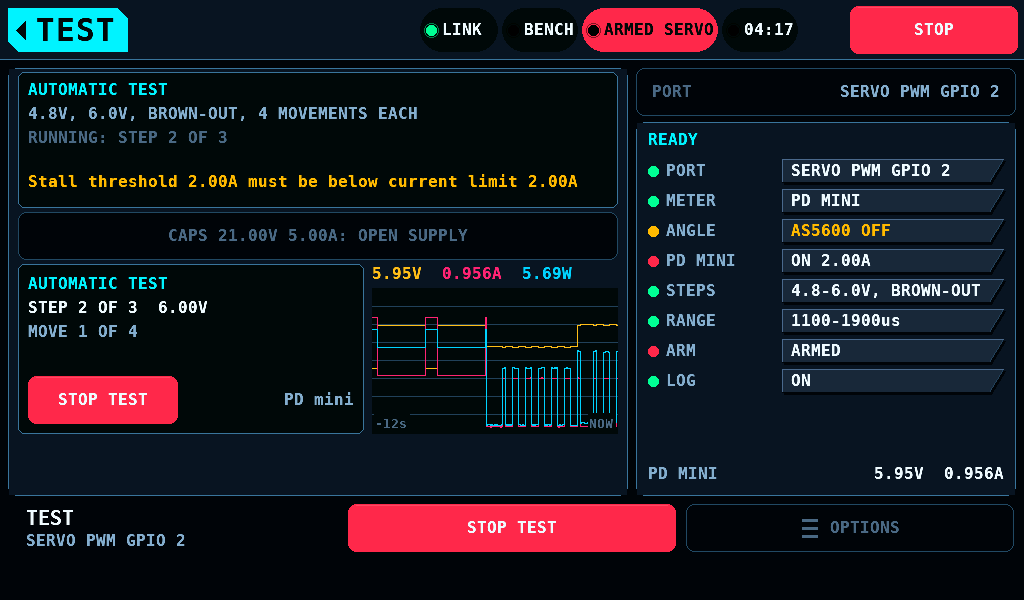 TEST
LINK
BENCH
ARMED SERVO
04:17
STOP
AUTOMATIC TEST
4.8V, 6.0V, BROWN-OUT, 4 MOVEMENTS EACH
RUNNING: STEP 2 OF 3
Stall threshold 2.00A must be below current limit 2.00A
CAPS 21.00V 5.00A: OPEN SUPPLY
AUTOMATIC TEST
STEP 2 OF 3 6.00V
MOVE 1 OF 4
STOP TEST
PD mini
5.95V 0.956A 5.69W
-12s
NOW
PORT
SERVO PWM GPIO 2
READY
PORT SERVO PWM GPIO 2
METER PD MINI
ANGLE AS5600 OFF
PD MINI ON 2.00A
STEPS 4.8-6.0V, BROWN-OUT
RANGE 1100-1900us
ARM ARMED
LOG ON
PD MINI 5.95V 0.956A
TEST
SERVO PWM GPIO 2
STOP TEST
OPTIONS